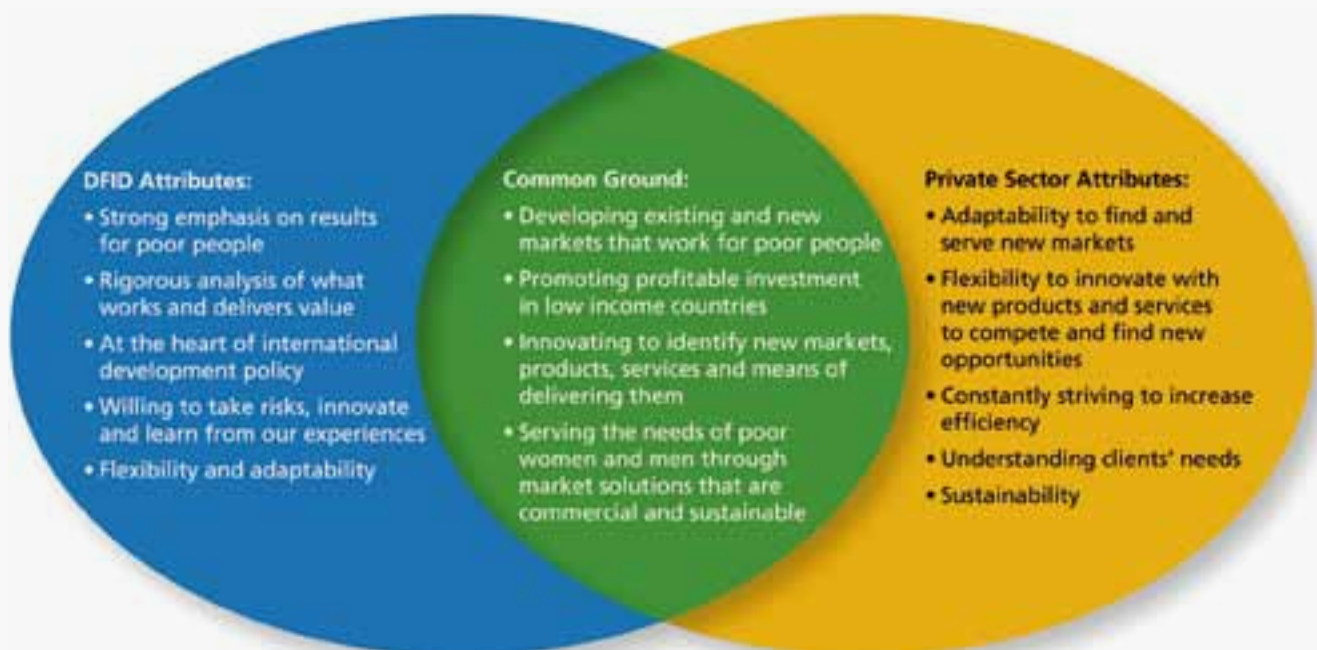 DFID Attributes:
• Strong emphasis on results
for poor people
• Rigorous analysis of what
works and delivers value
• At the heart of international
development policy
• Willing to take risks, innovate
and learn from our experiences
• Flexibility and adaptability
Common Ground:
• Developing existing and new
markets that work for poor people
• Promoting profitable investment
in low income countries
• Innovating to identify new markets,
products, services and means of
delivering them
• Serving the needs of poor
women and men through
market solutions that are
commercial and sustainable
Private Sector Attributes:
• Adaptability to find and
serve new markets
• Flexibility to innovate with
new products and services
to compete and find new
opportunities
• Constantly striving to increase
efficiency
• Understanding clients' needs
• Sustainability